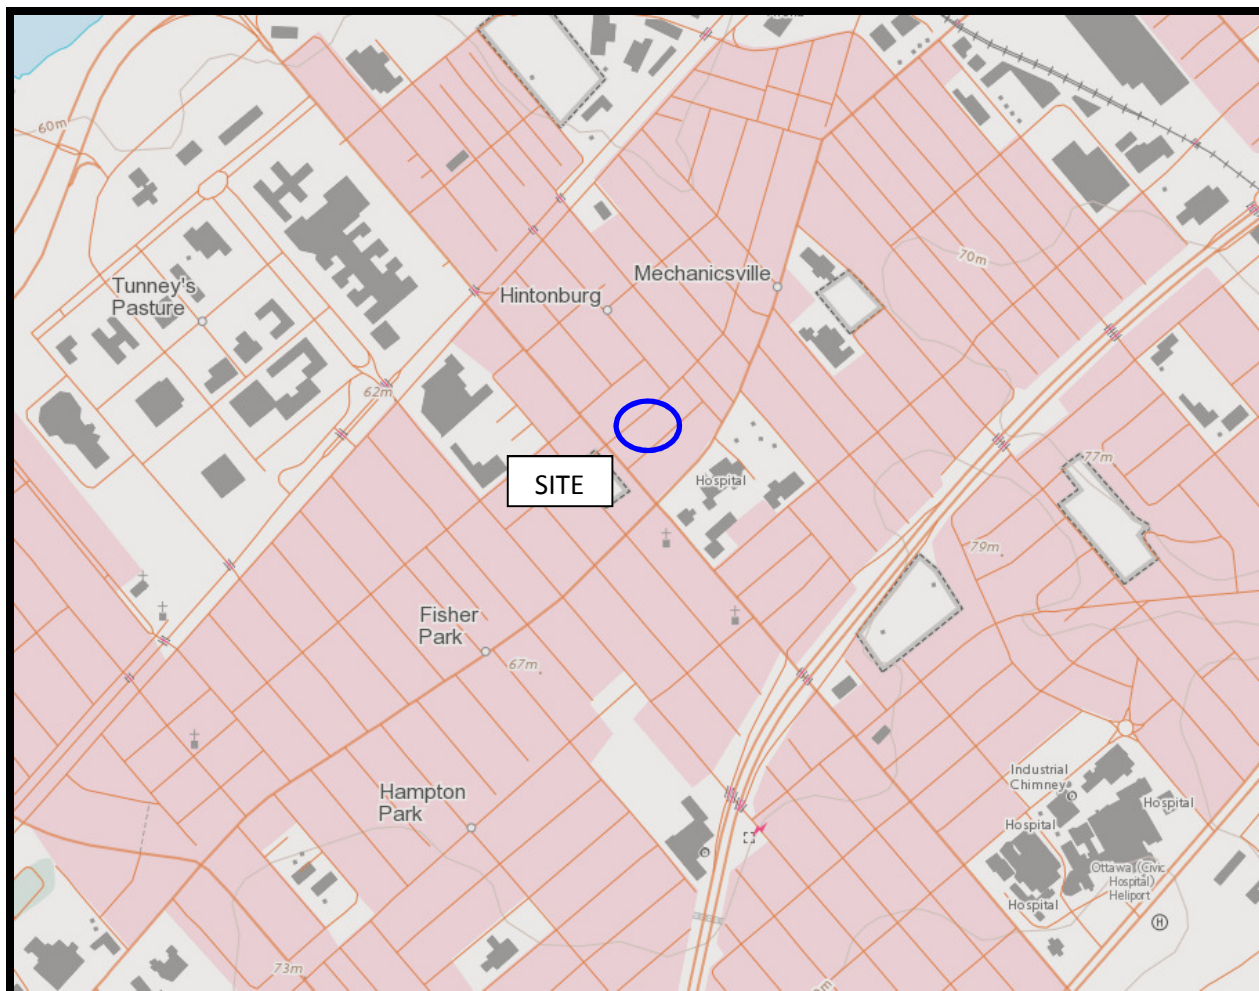 60m
70m
Mechanicsville
Tunney's
Pasture
Hintonburg
62m
77m
Hospital
SITE
79m
Fisher
Park
67m
Industrial
Chimney
Hampton
Park
Hospital
Hospital
Ottawa (Civic
Hospital)
Heliport
Hospital
H
73m